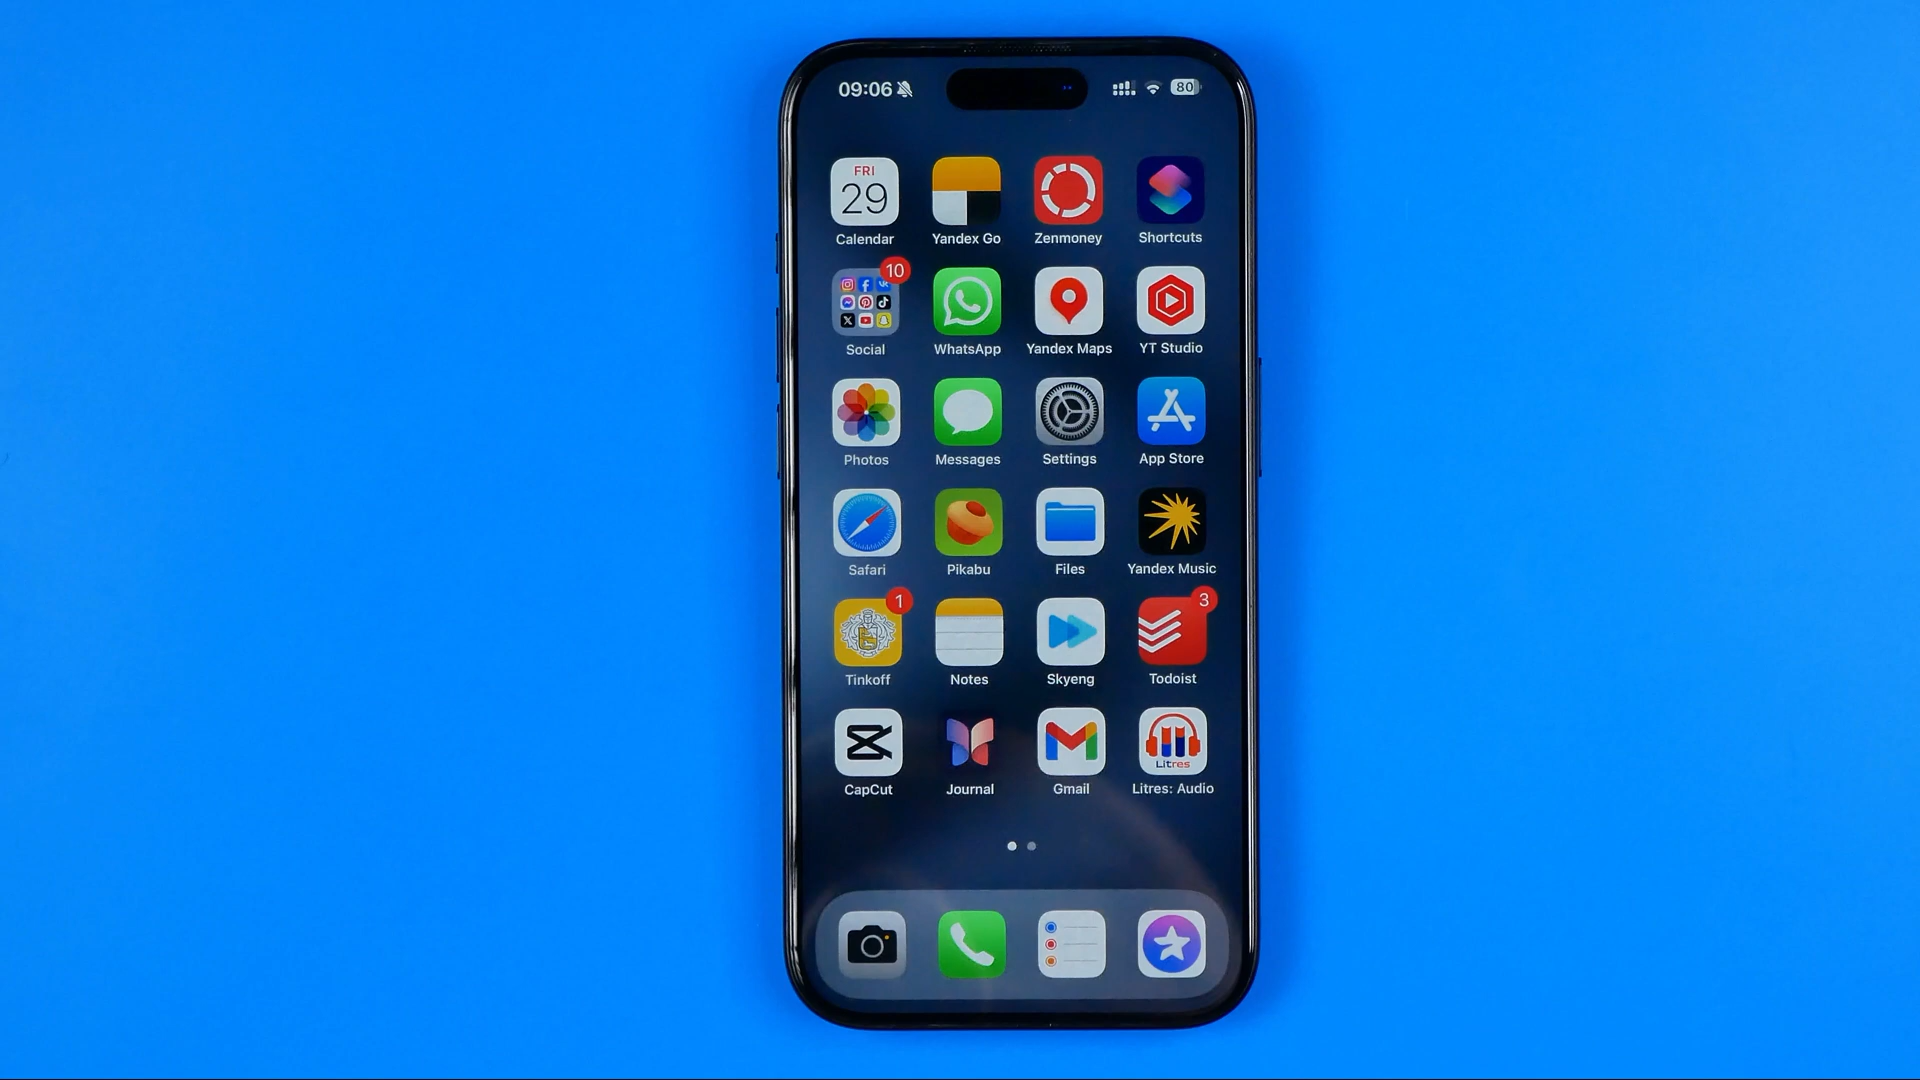 09:06 80
FRI
29
Calendar Yandex Go Zenmoney Shortcuts
10
Social WhatsApp Yandex Maps YT Studio
Photos Messages Settings App Store
Safari Pikabu Files Yandex Music
1 3
Tinkoff Notes Skyeng Todoist
Litres
CapCut Journal Gmail Litres: Audio